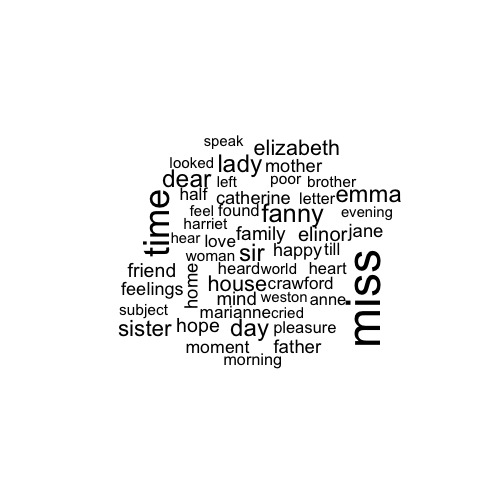 speak
elizabeth
looked lady mother
dear left poor brother
half catherine letter emma
time feel found fanny evening
harriet family elinor jane
hear love
woman sir happy till
friend heard world heart
feelings home house crawford miss
mind weston anne
subject marianne cried
sister hope day pleasure
moment father
morning